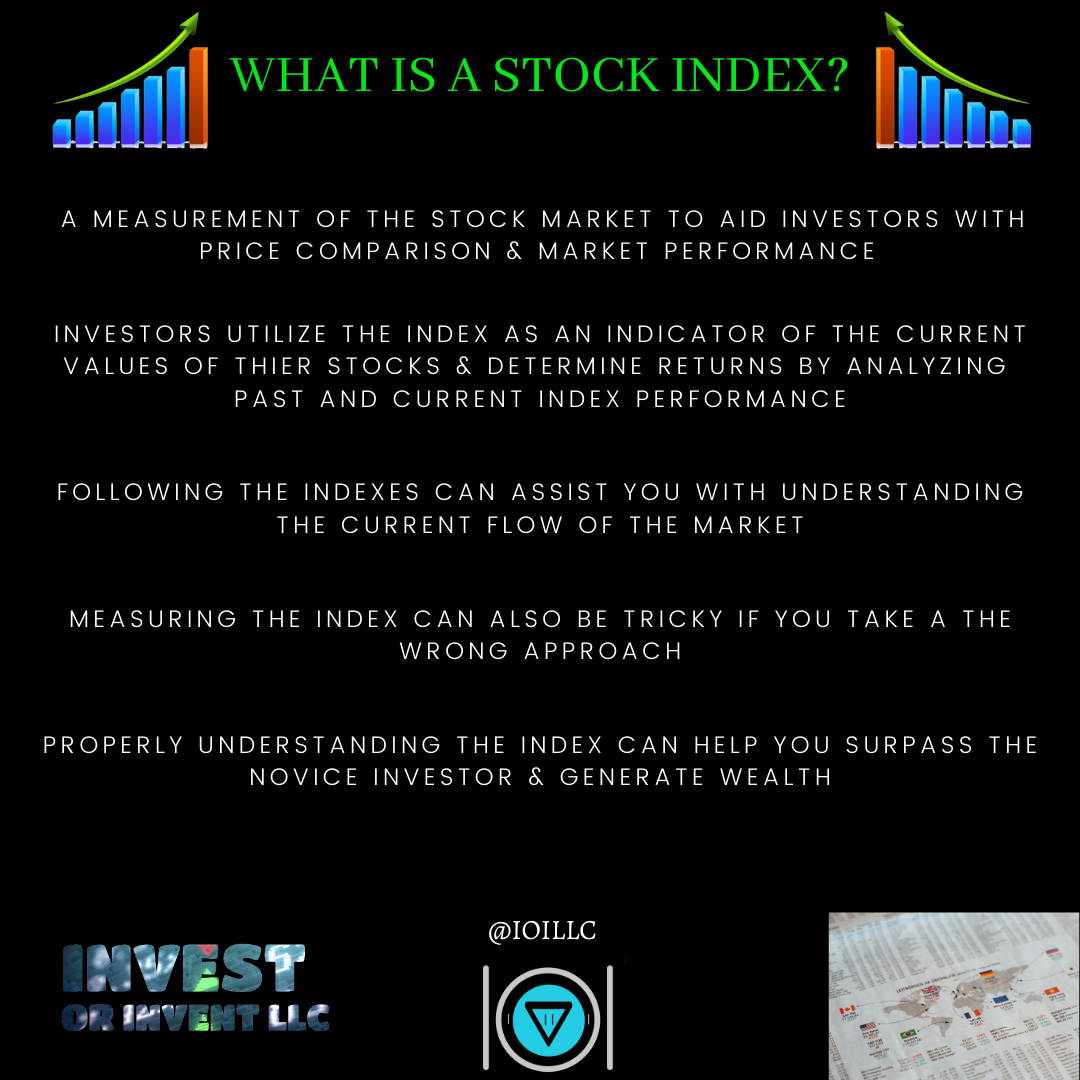 WHAT IS A STOCK INDEX?
A MEASUREMENT OF THE STOCK MARKET TO AID INVESTORS WITH
PRICE COMPARISON & MARKET PERFORMANCE
INVESTORS UTILIZE THE INDEX AS AN INDICATOR OF THE CURRENT
VALUES OF THIER STOCKS & DETERMINE RETURNS BY ANALYZING
PAST AND CURRENT INDEX PERFORMANCE
FOLLOWING THE INDEXES CAN ASSIST YOU WITH UNDERSTANDING
THE CURRENT FLOW OF THE MARKET
MEASURING THE INDEX CAN ALSO BE TRICKY IF YOU TAKE A THE
WRONG APPROACH
PROPERLY UNDERSTANDING THE INDEX CAN HELP YOU SURPASS THE
NOVICE INVESTOR & GENERATE WEALTH
@IOILLC
INVEST
OR INVENT LLC